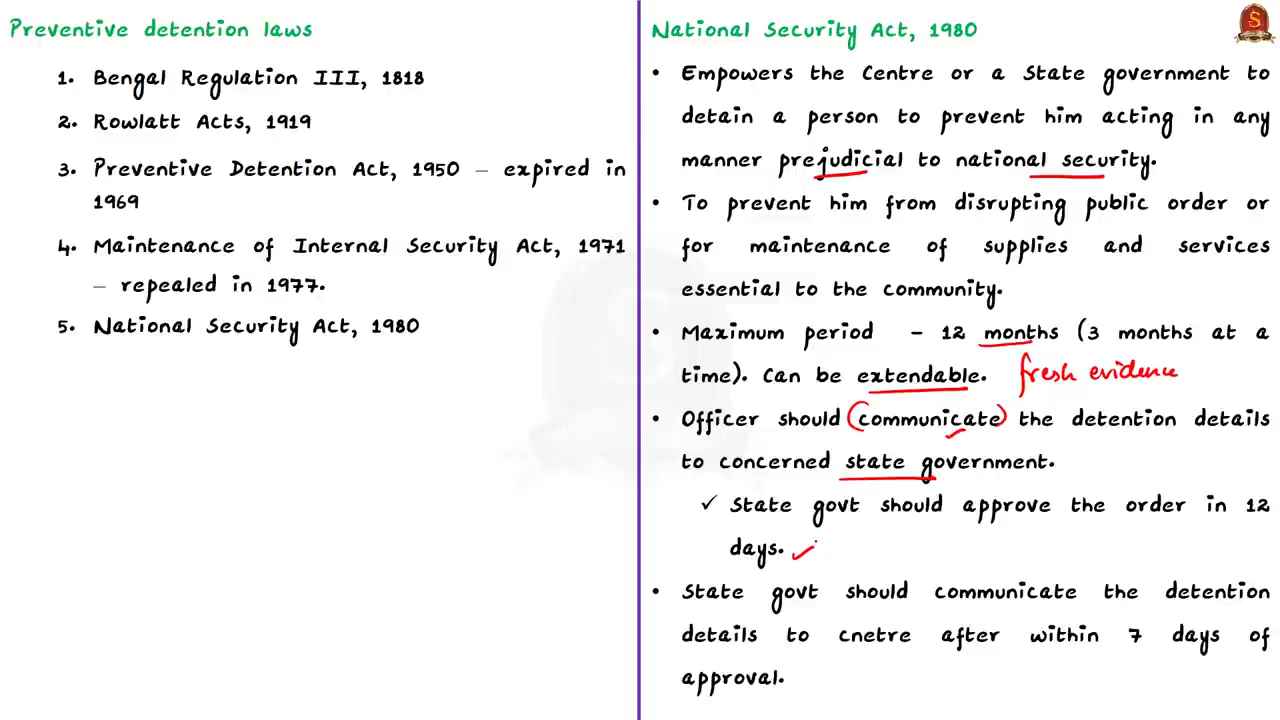 Preventive detention laws
1. Bengal Regulation III, 1818
2. Rowlatt Acts, 1919
3. Preventive Detention Act, 1950 – expired in
1969
4. Maintenance of Internal Security Act, 1971
– repealed in 1977.
5. National Security Act, 1980
National Security Act, 1980
• Empowers the Centre or a State government to
detain a person to prevent him acting in any
manner prejudicial to national security.
• To prevent him from disrupting public order or
for maintenance of supplies and services
essential to the community.
• Maximum period – 12 months (3 months at a
time). Can be extendable. fresh evidence
• Officer should (communicate) the detention details
to concerned state government.
✓ State govt should approve the order in 12
days.
• State govt should communicate the detention
details to cnetre after within 7 days of
approval.